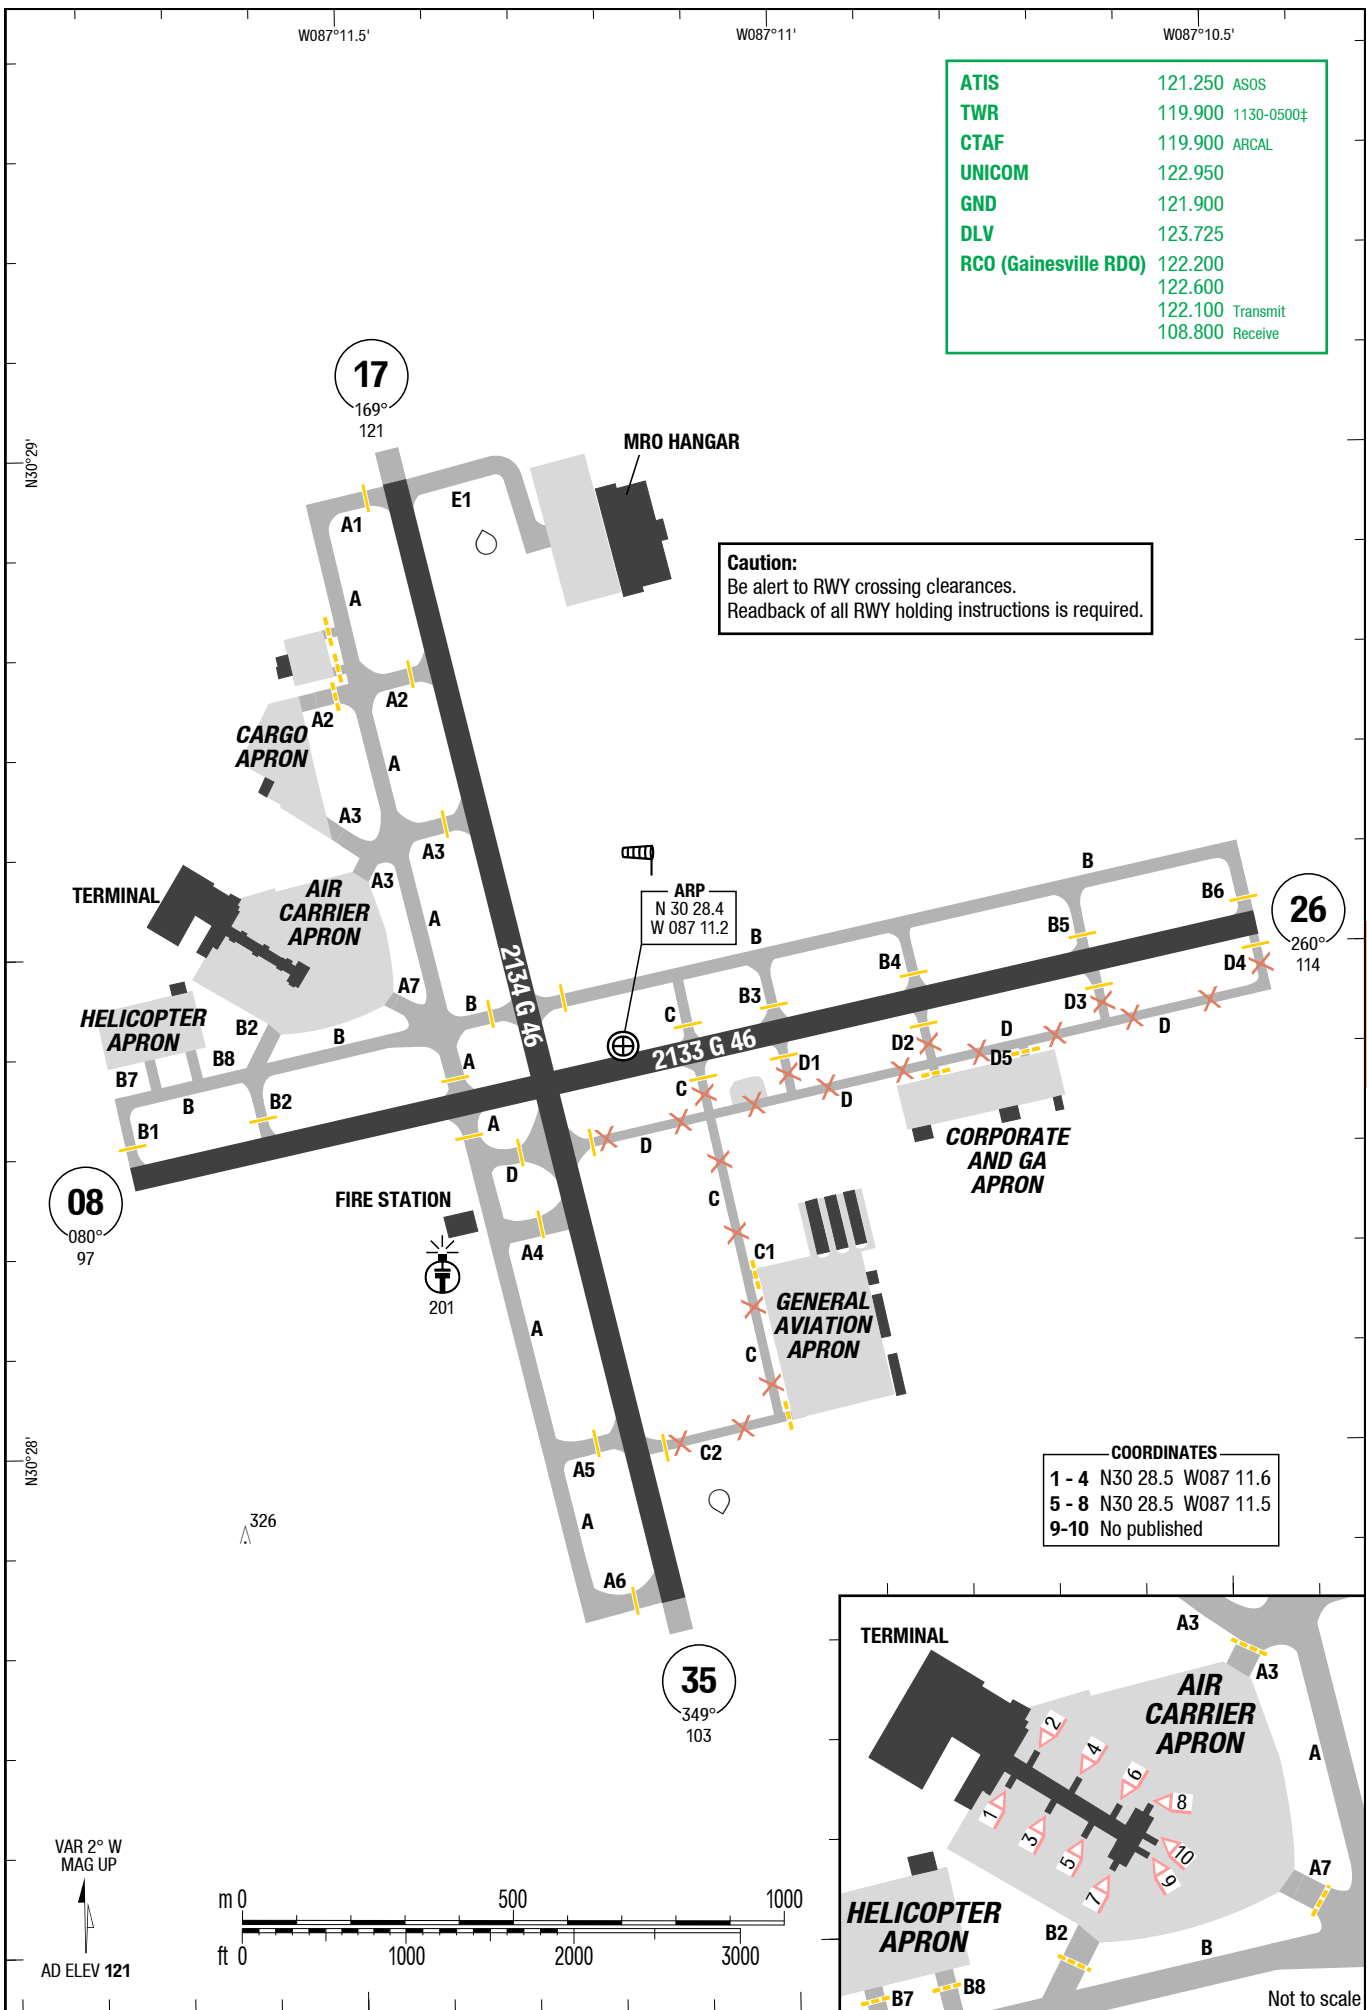 W087°11.5'
W087°11'
W087°10.5'
ATIS 121.250 ASOS
TWR 119.900 1130-0500‡
CTAF 119.900 ARCAL
UNICOM 122.950
GND 121.900
DLV 123.725
RCO (Gainesville RDO) 122.200
122.600
122.100 Transmit
108.800 Receive
17
169°
121
N30°29'
MRO HANGAR
E1
A1
Caution:
Be alert to RWY crossing clearances.
Readback of all RWY holding instructions is required.
A
A2
A2
CARGO
APRON
A
A3
A3
A3
TERMINAL
AIR
CARRIER
APRON
A
ARP
N 30 28.4
W 087 11.2
B
B
B6
B5
B4
26
260°
114
D4
2134 G 46
A7
B
B3
C
D3
HELICOPTER
APRON
B2
B
B8
B7
A
2133 G 46
D2
D
D
D5
D1
C
D
B
B2
B1
A
D
D
CORPORATE
AND GA
APRON
08
080°
97
FIRE STATION
C
A4
C1
201
A
GENERAL
AVIATION
APRON
C
N30°28'
A5
C2
COORDINATES
1 - 4 N30 28.5 W087 11.6
5 - 8 N30 28.5 W087 11.5
9-10 No published
326
A
A6
35
349°
103
TERMINAL
A3
A3
AIR
CARRIER
APRON
A
2
4
6
8
1
3
5
7
9
10
A7
HELICOPTER
APRON
B2
B
B8
B7
Not to scale
VAR 2° W
MAG UP
AD ELEV 121
m 0 500 1000
ft 0 1000 2000 3000